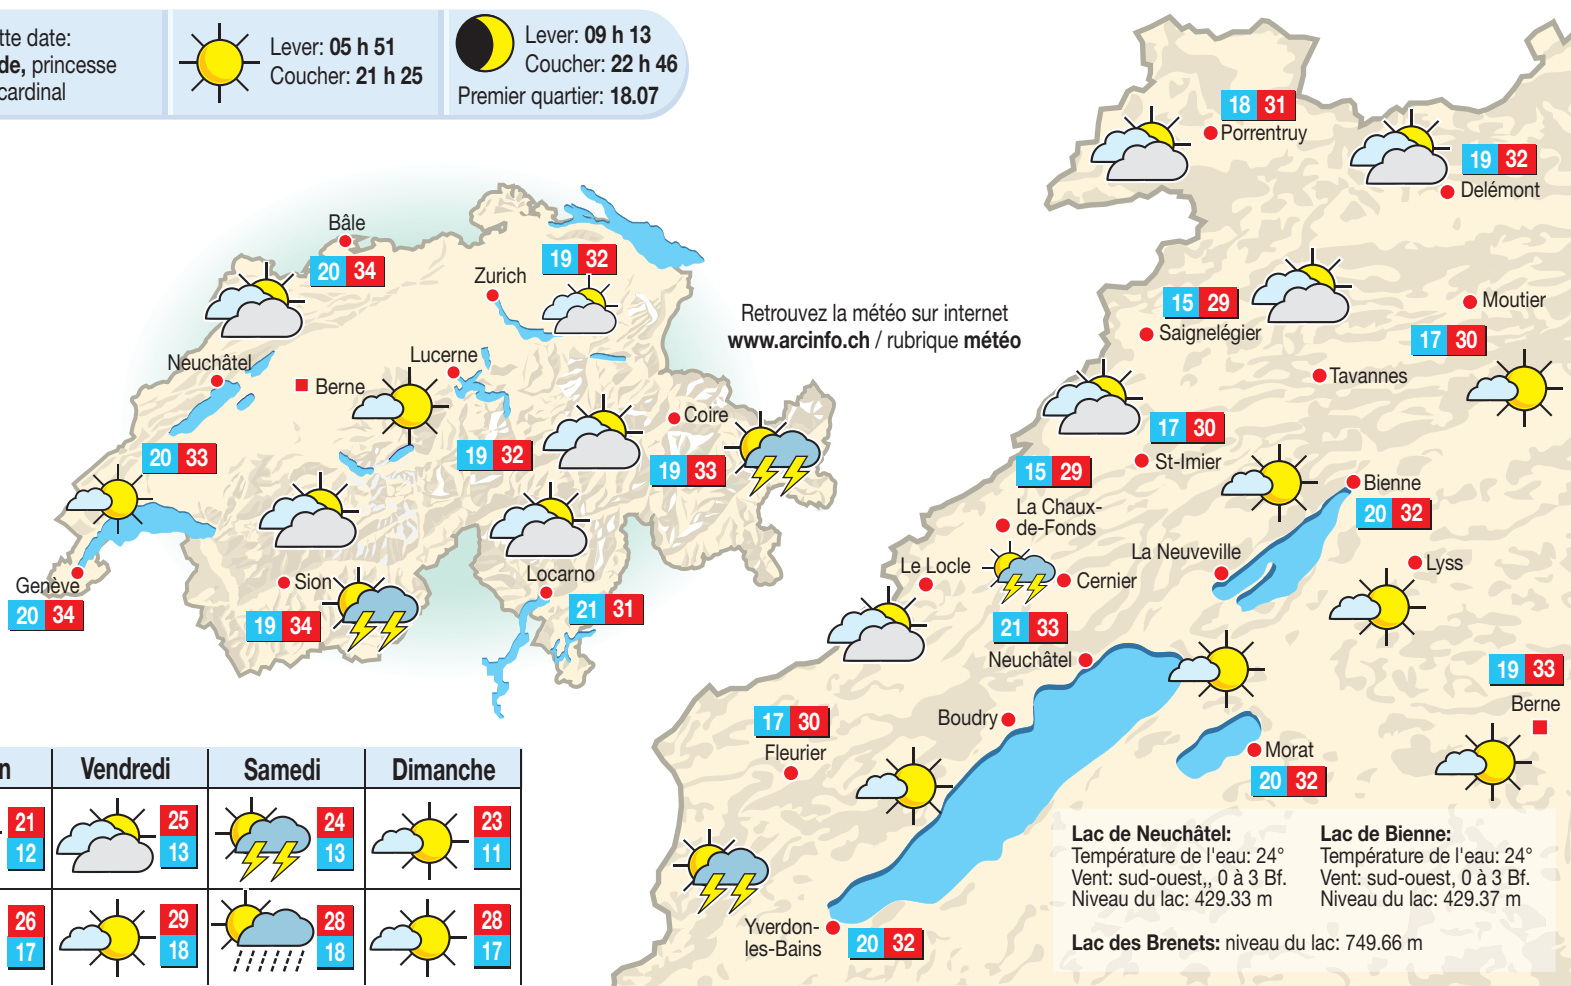 tte date:
de, princesse
cardinal
Lever: 05 h 51
Coucher: 21 h 25
Lever: 09 h 13
Coucher: 22 h 46
Premier quartier: 18.07
Bâle
20 34
Zurich
19 32
Neuchâtel
Lucerne
Berne
Coire
20 33
19 32
19 33
Genève
20 34
Sion
19 34
Locarno
21 31
Retrouvez la météo sur internet
www.arcinfo.ch / rubrique météo
18 31
Porrentruy
19 32
Delémont
15 29
Saignelégier
Moutier
17 30
Tavannes
17 30
St-Imier
15 29
La Chaux-
de-Fonds
Bienne
20 32
La Neuveville
Lyss
Le Locle
Cernier
21 33
Neuchâtel
19 33
Berne
Boudry
17 30
Fleurier
Morat
20 32
Yverdon-
les-Bains
20 32
Lac de Neuchâtel:
Température de l'eau: 24°
Vent: sud-ouest,, 0 à 3 Bf.
Niveau du lac: 429.33 m
Lac de Bienne:
Température de l'eau: 24°
Vent: sud-ouest, 0 à 3 Bf.
Niveau du lac: 429.37 m
Lac des Brenets: niveau du lac: 749.66 m
n Vendredi Samedi Dimanche
21 25 24 23
12 13 13 11
26 29 28 28
17 18 18 17